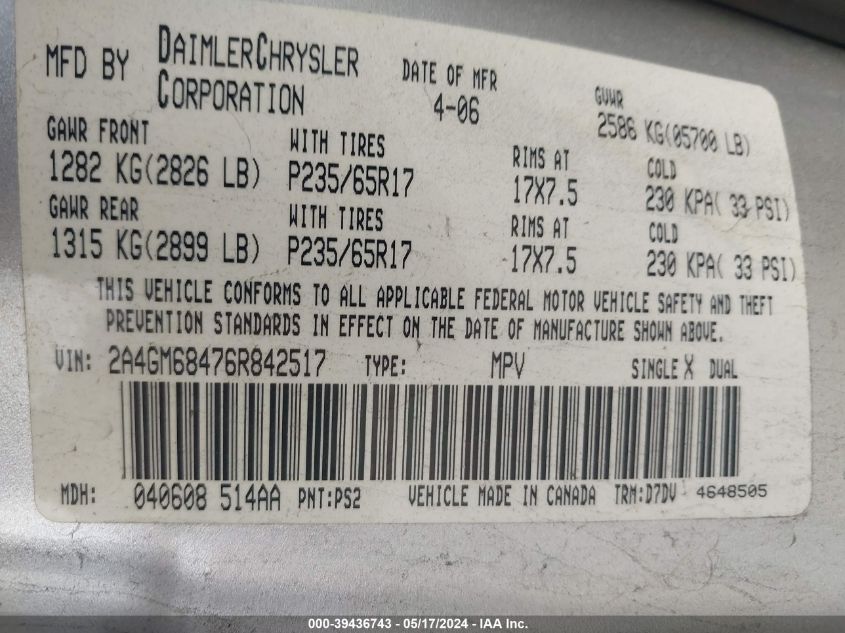 MFD BY DAIMLERCHRYSLER CORPORATION DATE OF MFR 4-06 GVWR 2586 KG(05700 LB)
GAWR FRONT WITH TIRES RIMS AT COLD
1282 KG(2826 LB) P235/65R17 17X7.5 230 KPA( 33 PSI)
GAWR REAR WITH TIRES RIMS AT COLD
1315 KG(2899 LB) P235/65R17 17X7.5 230 KPA( 33 PSI)
THIS VEHICLE CONFORMS TO ALL APPLICABLE FEDERAL MOTOR VEHICLE SAFETY AND THEFT
PREVENTION STANDARDS IN EFFECT ON THE DATE OF MANUFACTURE SHOWN ABOVE.
VIN: 2A4GM68476R842517 TYPE: MPV SINGLE X DUAL
MDH: 040608 514AA PNT:PS2 VEHICLE MADE IN CANADA TRM:D7DV 4648505
000-39436743 - 05/17/2024 - IAA Inc.